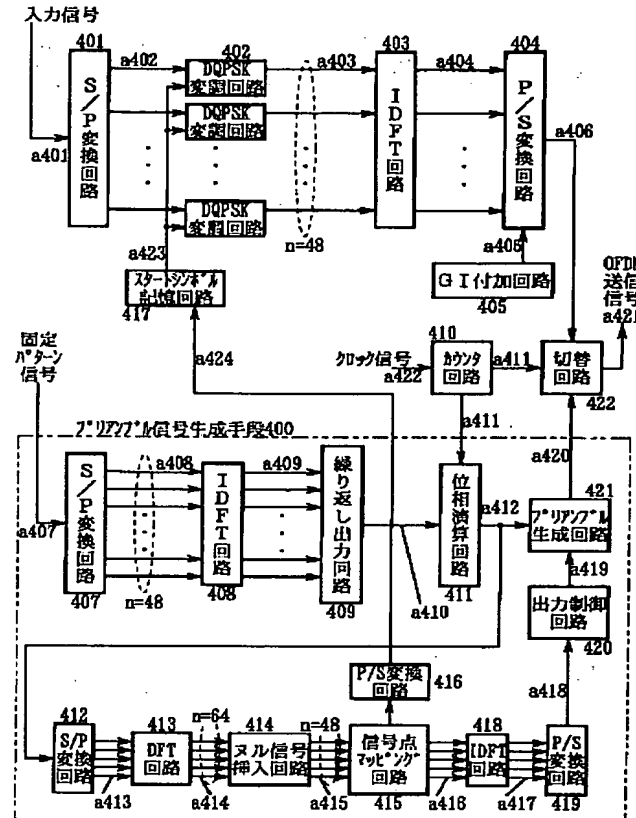 入力信号
401
S/P変換回路
a401
a402
402
DQPSK
変調回路
DQPSK
変調回路
DQPSK
変調回路
a403
n=48
403
IDFT回路
a404
404
P/S変換回路
a406
a405
GI付加回路
405
a423
スタートシンボル
記憶回路
417
a424
OFDM
送信
信号
a421
410
クロック信号
a422
カウンタ
回路
a411
切替
回路
422
a411
a420
固定
パターン
信号
a407
プリアンブル信号生成手段400
S/P変換回路
407
a408
n=48
IDFT回路
408
a409
繰り返し出力回路
409
a410
位相演算回路
411
a412
421
プリアンブル
生成回路
a419
出力制御
回路
420
a418
P/S変換
回路
416
412
S/P
変換
回路
a413
413
DFT
回路
n=64
a414
414
ヌル信号
挿入回路
n=48
a415
信号点
マッピング
回路
415
a416
418
IDFT
回路
a417
P/S
変換
回路
419